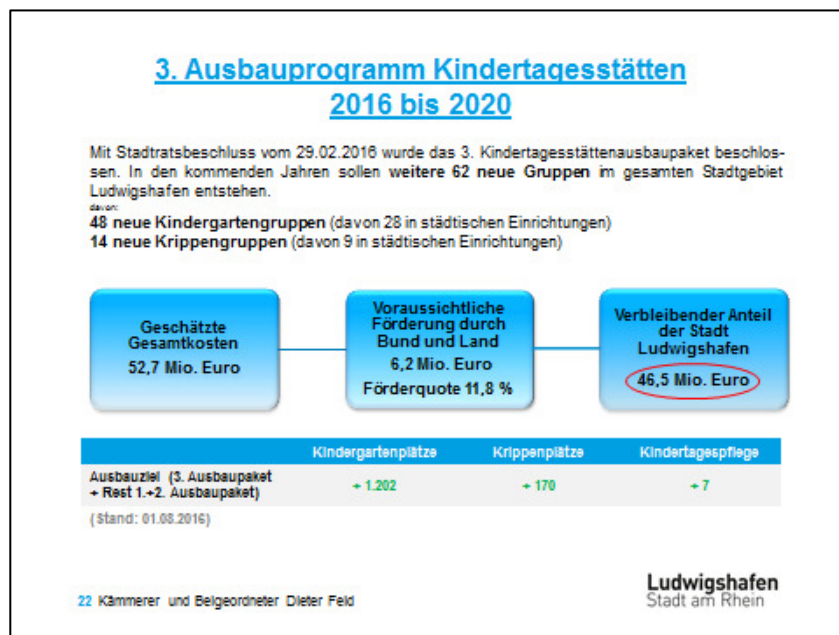 3. Ausbauprogramm Kindertagesstätten
2016 bis 2020
Mit Stadtratsbeschluss vom 29.02.2016 wurde das 3. Kindertagesstättenausbaupaket beschlos-
sen. In den kommenden Jahren sollen weitere 62 neue Gruppen im gesamten Stadtgebiet
Ludwigshafen entstehen.
davon:
48 neue Kindergartengruppen (davon 28 in städtischen Einrichtungen)
14 neue Krippengruppen (davon 9 in städtischen Einrichtungen)
Geschätzte
Gesamtkosten
52,7 Mio. Euro
Voraussichtliche
Förderung durch
Bund und Land
6,2 Mio. Euro
Förderquote 11,8 %
Verbleibender Anteil
der Stadt
Ludwigshafen
46,5 Mio. Euro
Kindergartenplätze Krippenplätze Kindertagespflege
Ausbauziel (3. Ausbaupaket
+ Rest 1.+2. Ausbaupaket)
+ 1.202 + 170 + 7
(Stand: 01.08.2016)
22 Kämmerer und Beigeordneter Dieter Feid
Ludwigshafen
Stadt am Rhein